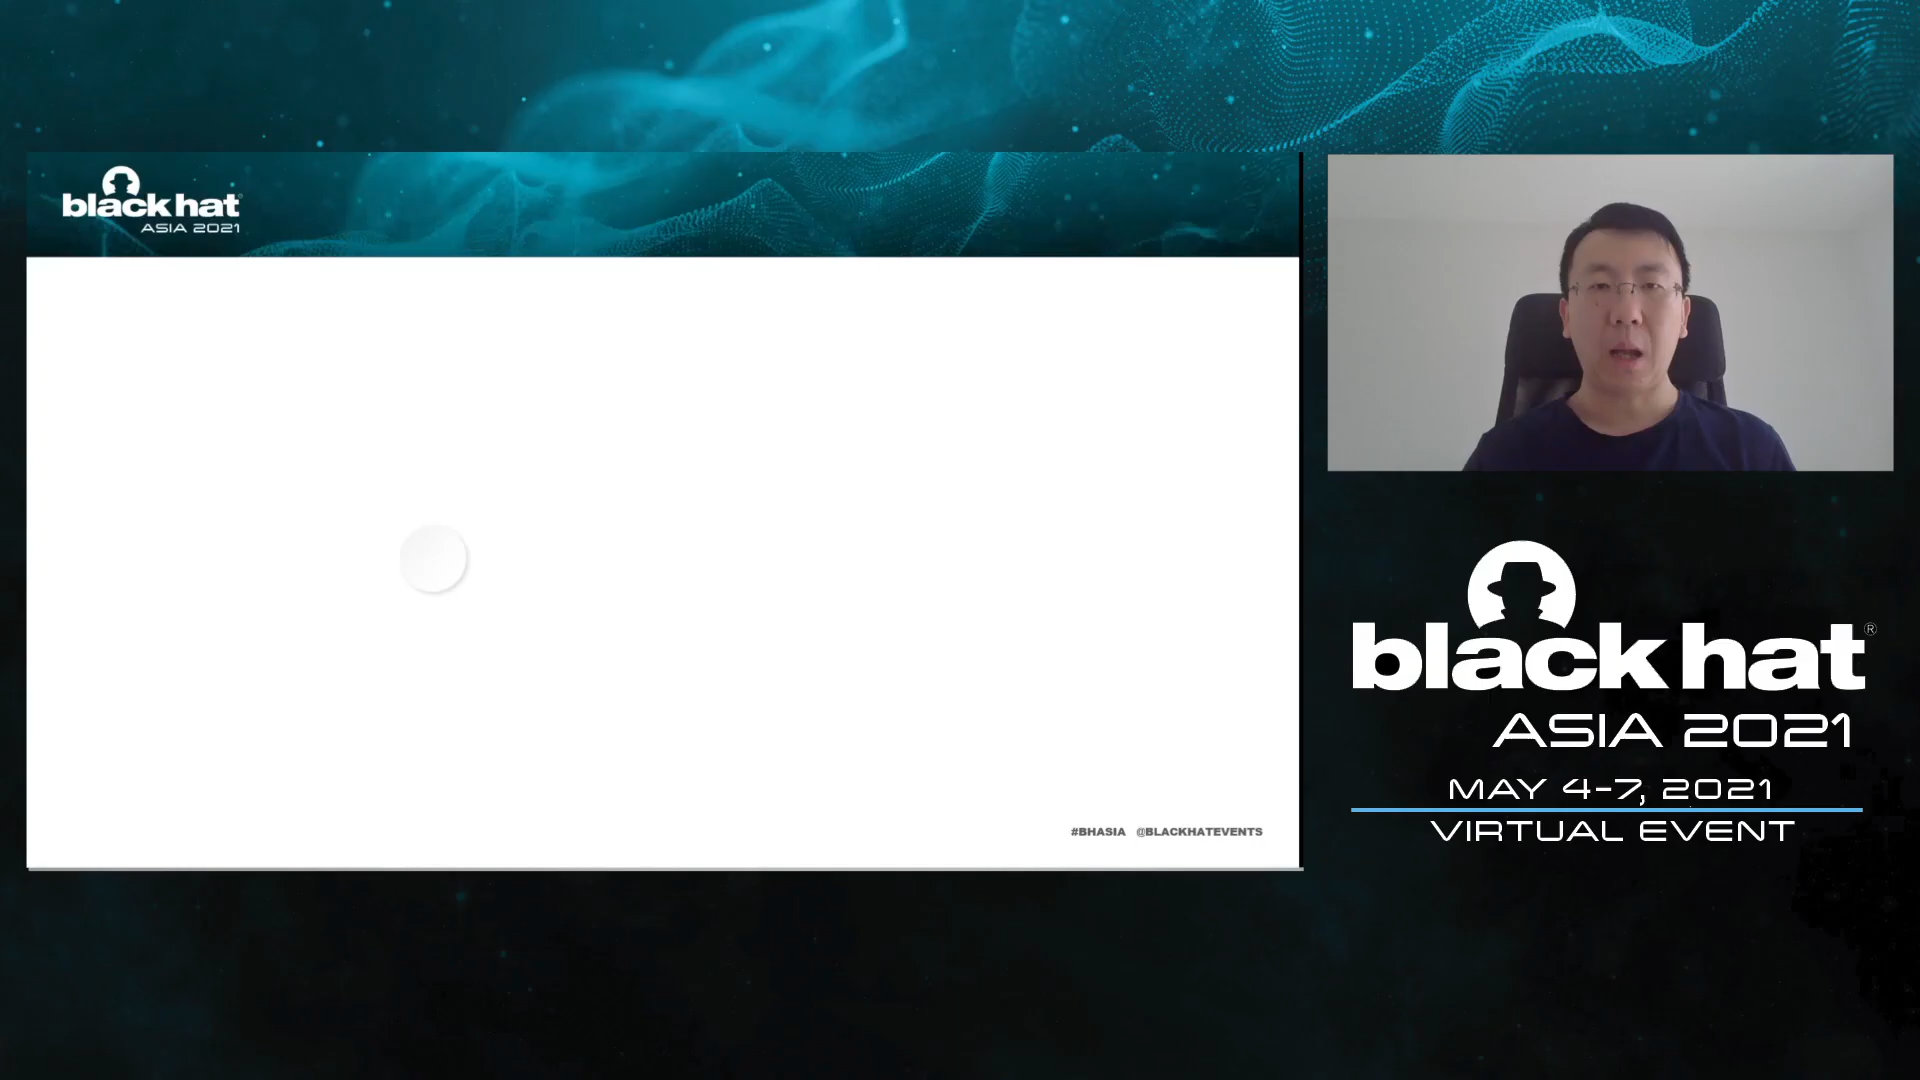 black hat
ASIA 2021
#BHASIA @BLACKHATEVENTS
black hat®
ASIA 2021
MAY 4-7, 2021
VIRTUAL EVENT